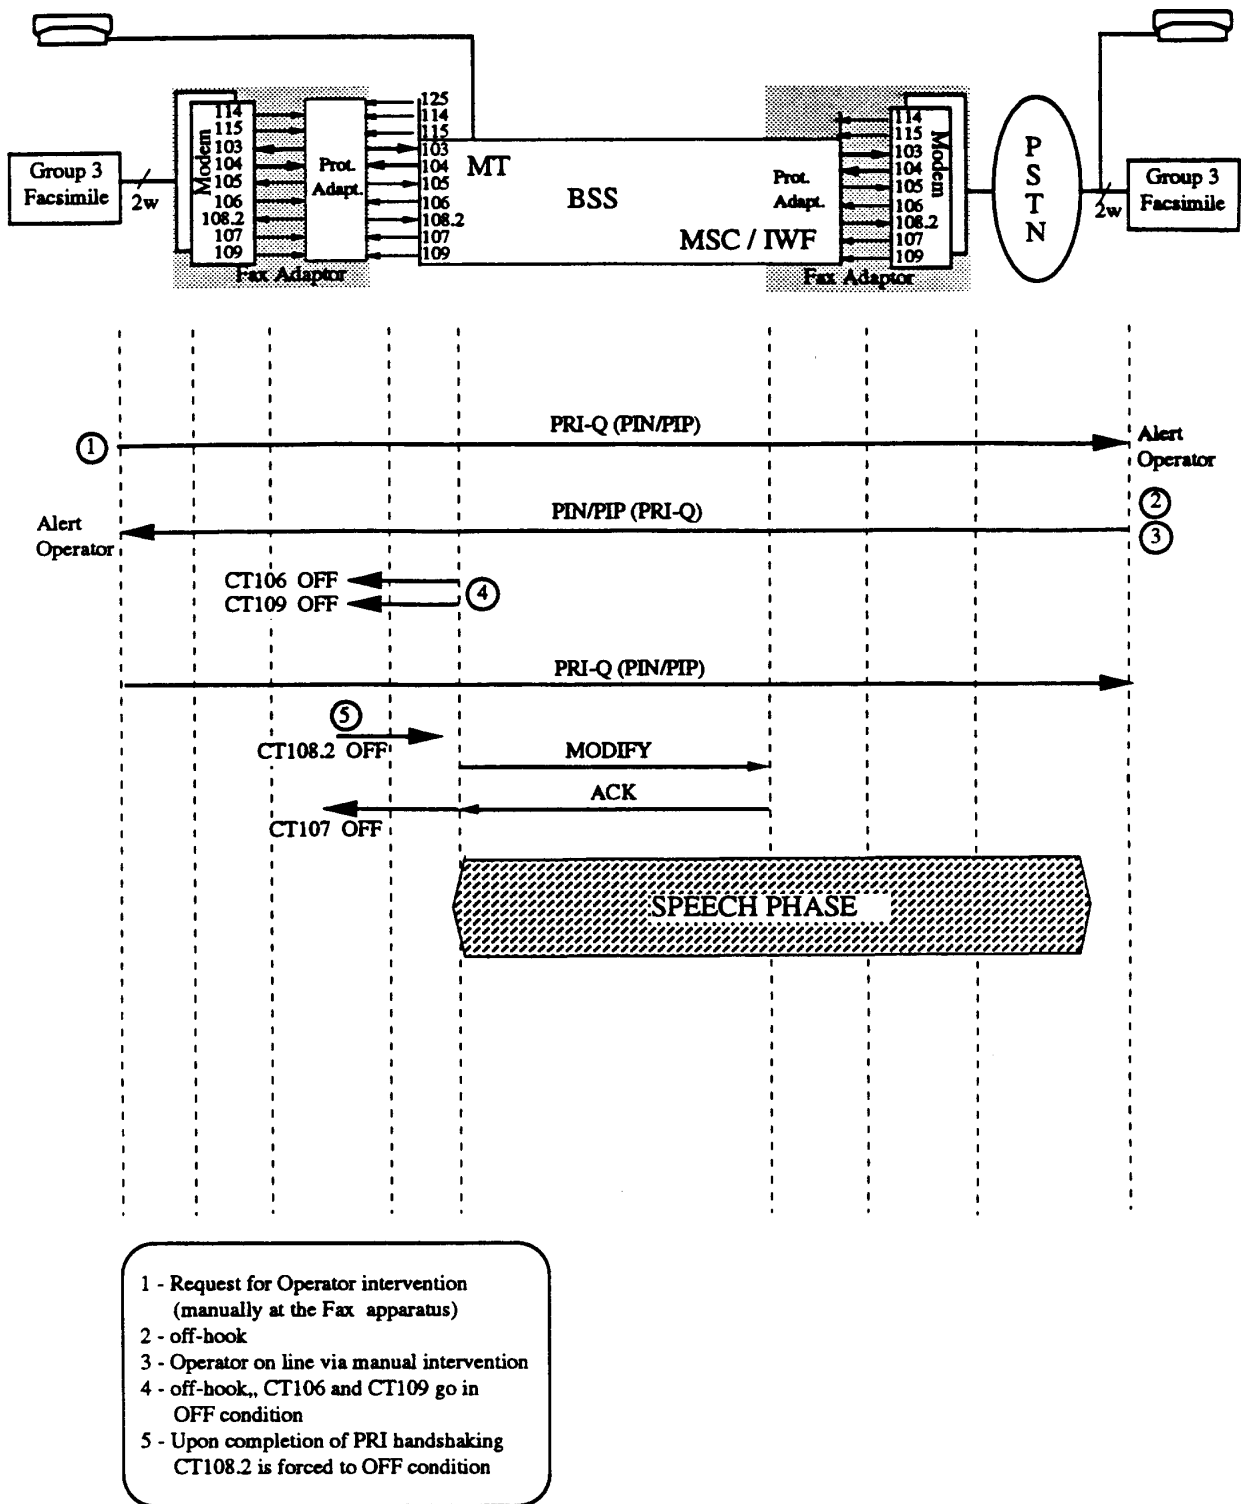 125
114
114
114
115
115
115
103
103
103
104
104
104
105
105
105
106
106
106
108.2
108.2
108.2
107
107
107
109
109
109
Modem
Prot.
Adapt.
MT
BSS
MSC / IWF
Prot.
Adapt.
Modem
P
S
T
N
Group 3
Facsimile
2w
2w
Group 3
Facsimile
Fax Adaptor
Fax Adaptor
1
PRI-Q (PIN/PIP)
Alert
Operator
2
Alert
Operator
PIN/PIP (PRI-Q)
3
CT106 OFF
CT109 OFF
4
PRI-Q (PIN/PIP)
5
CT108.2 OFF
MODIFY
ACK
CT107 OFF
SPEECH PHASE
1 - Request for Operator intervention
(manually at the Fax apparatus)
2 - off-hook
3 - Operator on line via manual intervention
4 - off-hook,, CT106 and CT109 go in
OFF condition
5 - Upon completion of PRI handshaking
CT108.2 is forced to OFF condition